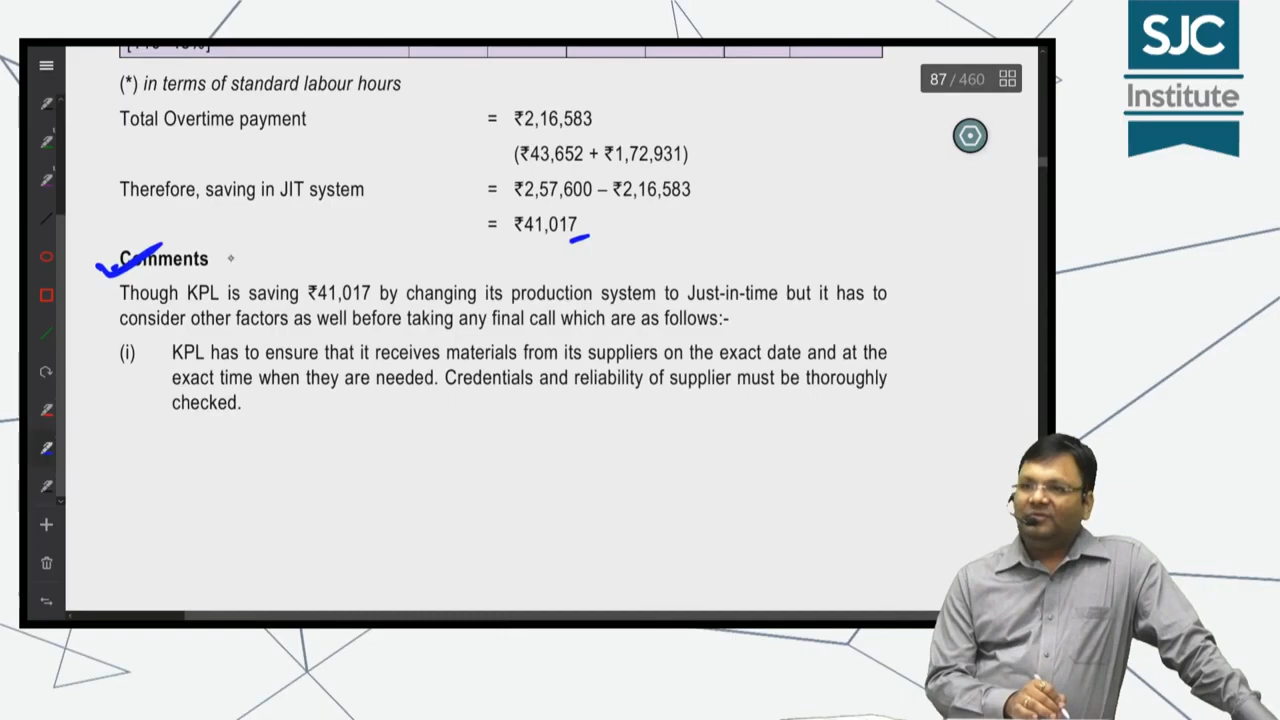 SJC
Institute
87 / 460
(*) in terms of standard labour hours
Total Overtime payment = ₹2,16,583
(₹43,652 + ₹1,72,931)
Therefore, saving in JIT system = ₹2,57,600 – ₹2,16,583
= ₹41,017
Comments
Though KPL is saving ₹41,017 by changing its production system to Just-in-time but it has to
consider other factors as well before taking any final call which are as follows:-
(i) KPL has to ensure that it receives materials from its suppliers on the exact date and at the
exact time when they are needed. Credentials and reliability of supplier must be thoroughly
checked.